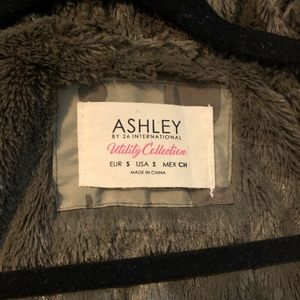 ASHLEY
BY 26 INTERNATIONAL
Utility Collection
EUR S USA S MEX CH
MADE IN CHINA